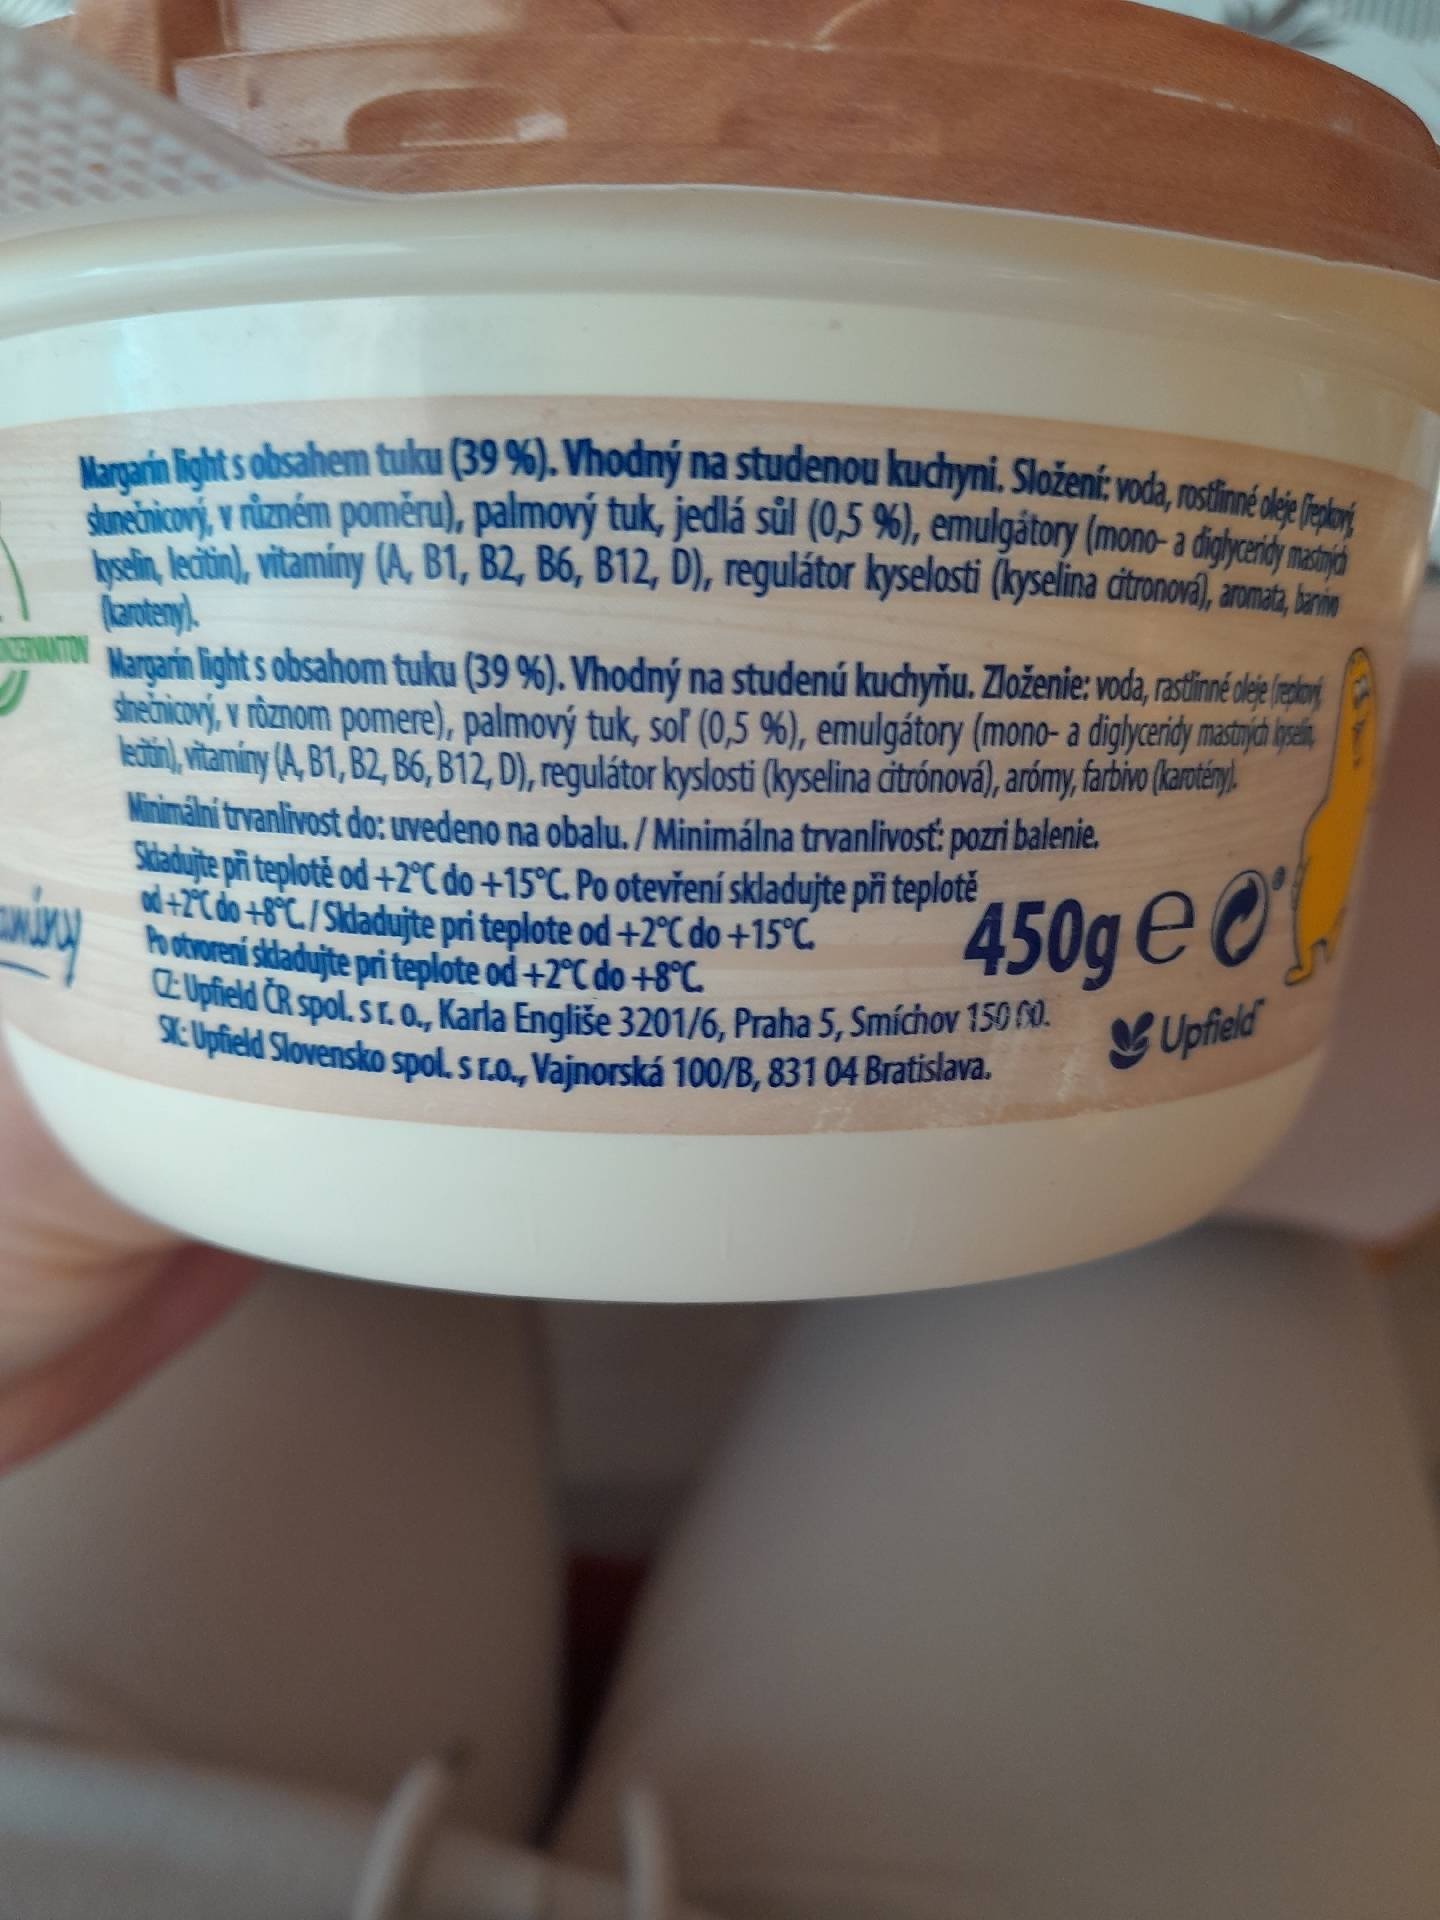 Margarín light s obsahem tuku (39 %). Vhodný na studenou kuchyni. Složení: voda, rostlinné oleje (řepkový,
slunečnicový, v různém poměru), palmový tuk, jedlá sůl (0,5 %), emulgátory (mono- a diglyceridy mastných
kyselin, lecitin), vitamíny (A, B1, B2, B6, B12, D), regulátor kyselosti (kyselina citronová), aromata, barvivo
(karoteny).
Margarín light s obsahom tuku (39 %). Vhodný na studenú kuchyňu. Zloženie: voda, rastlinné oleje (repkový,
slnečnicový, v rôznom pomere), palmový tuk, soľ (0,5 %), emulgátory (mono- a diglyceridy mastných kyselín,
lecitín), vitamíny (A, B1, B2, B6, B12, D), regulátor kyslosti (kyselina citrónová), arómy, farbivo (karotény).
Minimální trvanlivost do: uvedeno na obalu. / Minimálna trvanlivosť: pozri balenie.
Skladujte při teplotě od +2°C do +15°C. Po otevření skladujte při teplotě
od +2°C do +8°C. / Skladujte pri teplote od +2°C do +15°C.
Po otvorení skladujte pri teplote od +2°C do +8°C.
CZ: Upfield ČR spol. s r. o., Karla Engliše 3201/6, Praha 5, Smíchov 150 00.
SK: Upfield Slovensko spol. s r.o., Vajnorská 100/B, 831 04 Bratislava.
450g e
Upfield™